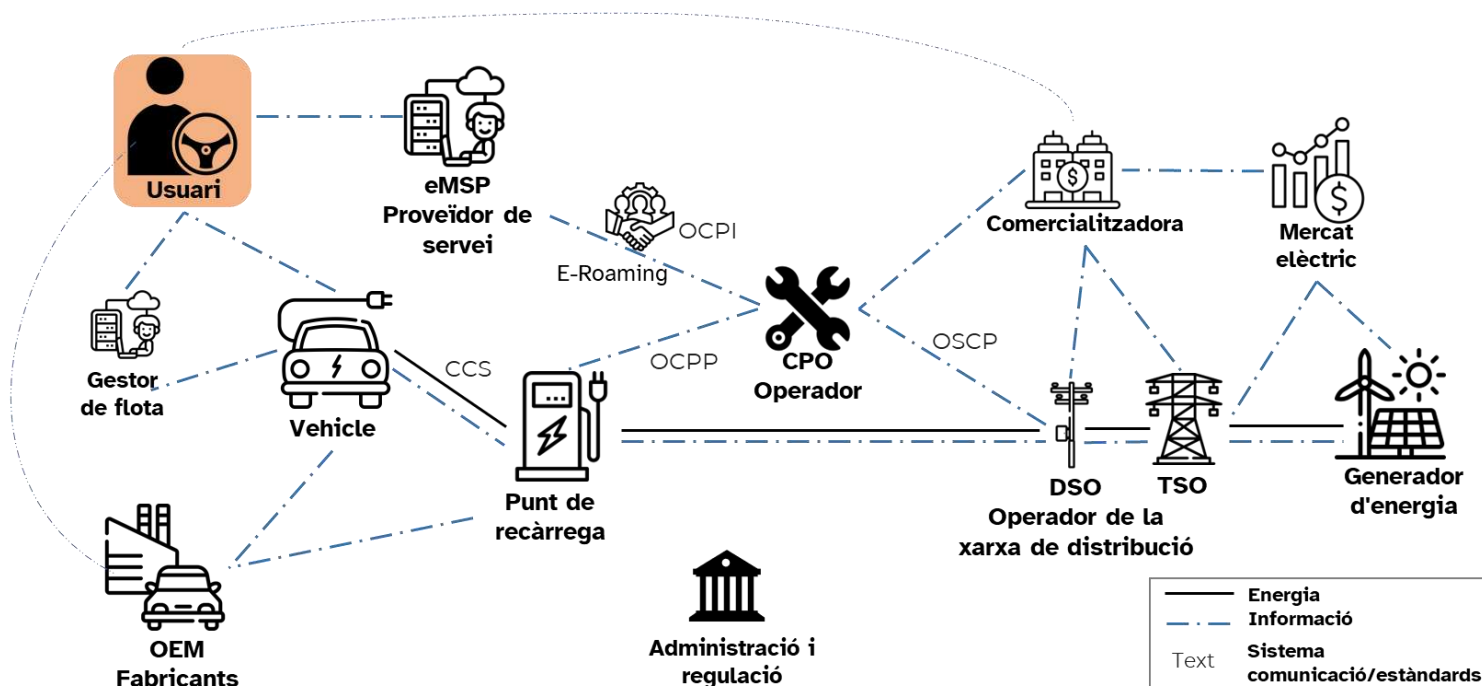 Usuari
eMSP
Proveïdor de
servei
OCPI
E-Roaming
Comercialitzadora
Mercat
elèctric
Gestor
de flota
Vehicle
CCS
OCPP
CPO
Operador
OSCP
Punt de
recàrrega
DSO
Operador de la
xarxa de distribució
TSO
Generador
d'energia
OEM
Fabricants
Administració i
regulació
Energia
Informació
Text
Sistema
comunicació/estàndards